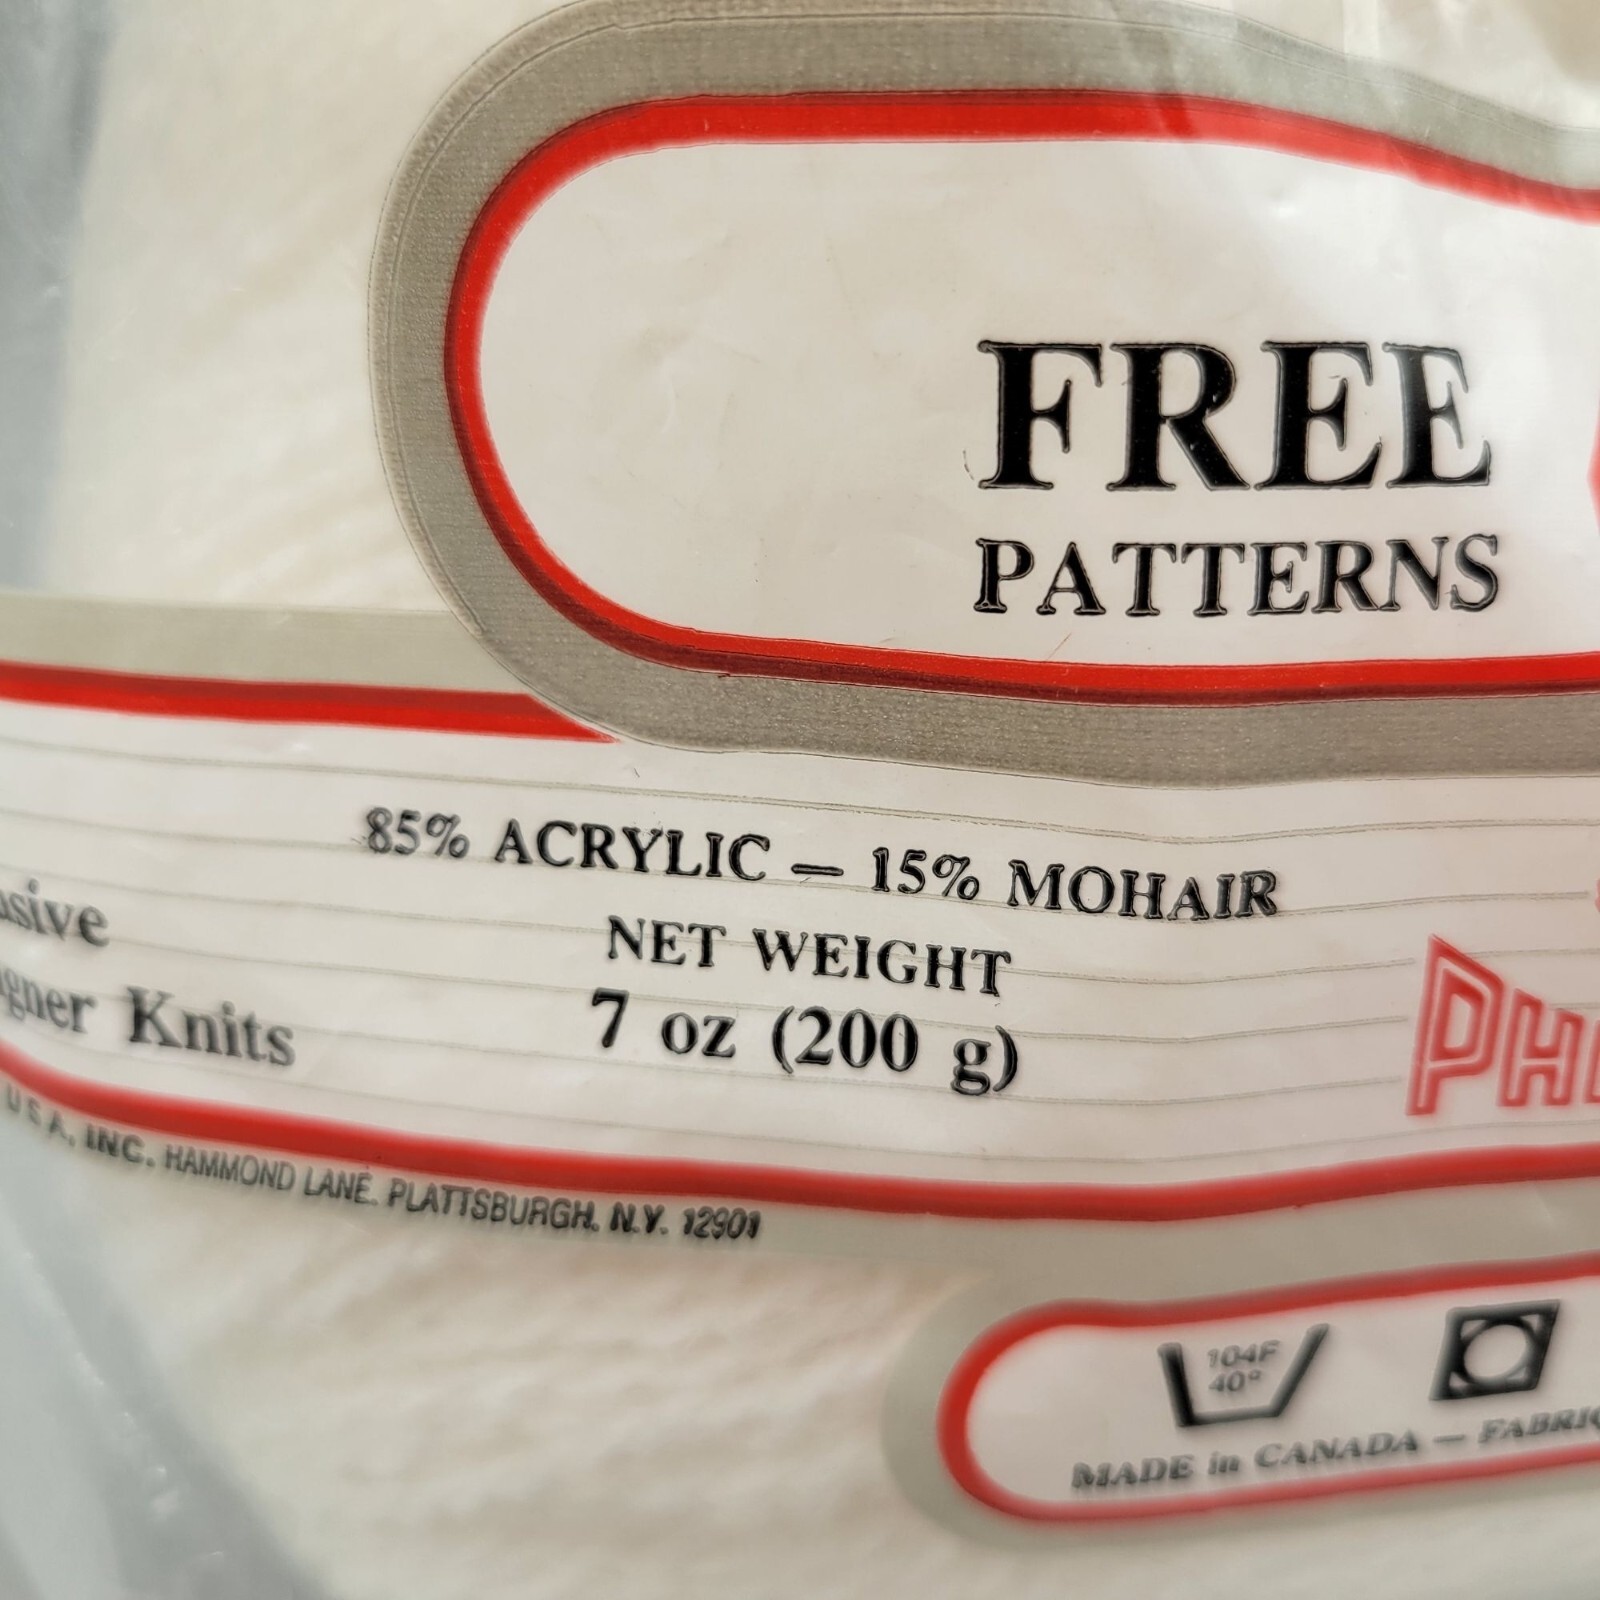 FREE
PATTERNS
85% ACRYLIC — 15% MOHAIR
NET WEIGHT
7 oz (200 g)
Knits
U S A, INC. HAMMOND LANE. PLATTSBURGH. N.Y. 12901
104F
40°
MADE in CANADA —